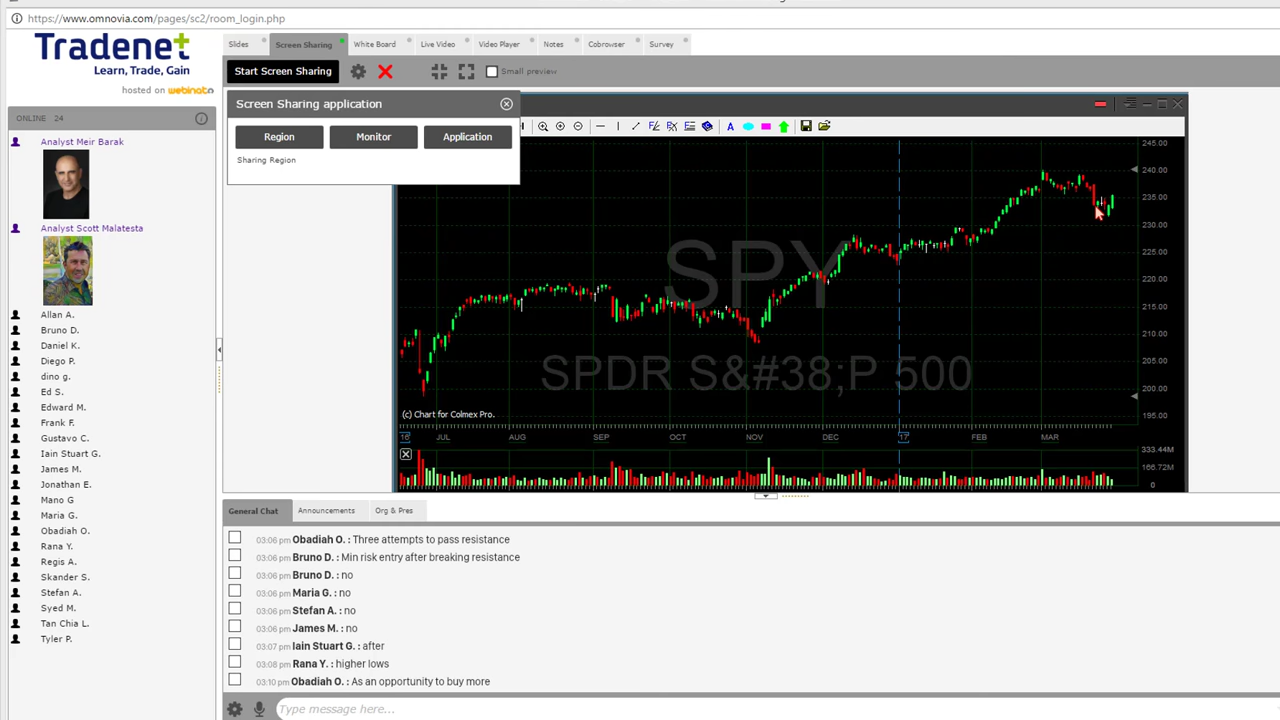 https://www.omnovia.com/pages/sc2/room_login.php
Tradenet
Learn, Trade, Gain
hosted on webinato
ONLINE 24
Analyst Meir Barak
Analyst Scott Malatesta
Allan A.
Bruno D.
Daniel K.
Diego P.
dino g.
Ed S.
Edward M.
Frank F.
Gustavo C.
Iain Stuart G.
James M.
Jonathan E.
Mano G
Maria G.
Obadiah O.
Rana Y.
Regis A.
Skander S.
Stefan A.
Syed M.
Tan Chia L.
Tyler P.
Slides
Screen Sharing
White Board
Live Video
Video Player
Notes
Cobrowser
Survey
Start Screen Sharing
Small preview
Screen Sharing application
Region
Monitor
Application
Sharing Region
A
SPY
SPDR S&#38;P 500
(c) Chart for Colmex Pro.
245.00
240.00
235.00
230.00
225.00
220.00
215.00
210.00
205.00
200.00
195.00
16 JUL AUG SEP OCT NOV DEC 17 FEB MAR
333.44M
166.72M
0
General Chat
Announcements
Org & Pres
03:06 pm Obadiah O. : Three attempts to pass resistance
03:06 pm Bruno D. : Min risk entry after breaking resistance
03:06 pm Bruno D. : no
03:06 pm Maria G. : no
03:06 pm Stefan A. : no
03:06 pm James M. : no
03:07 pm Iain Stuart G. : after
03:08 pm Rana Y. : higher lows
03:10 pm Obadiah O. : As an opportunity to buy more
Type message here...